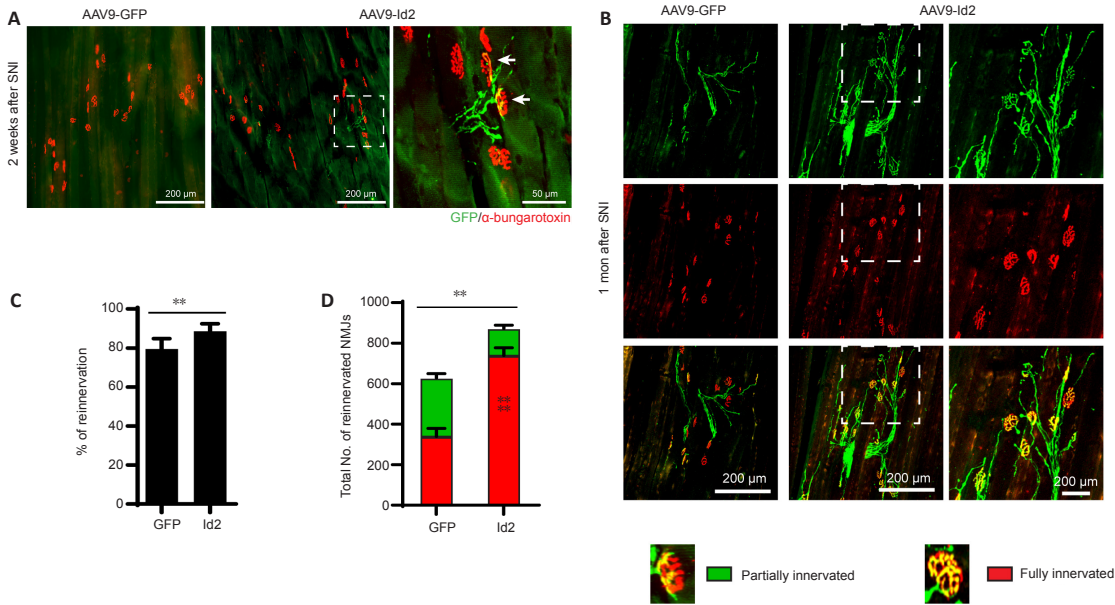 A
AAV9-GFP
AAV9-Id2
2 weeks after SNI
200 μm
200 μm
50 μm
GFP/α-bungarotoxin
B
AAV9-GFP
AAV9-Id2
1 mon after SNI
200 μm
200 μm
200 μm
C
**
% of reinnervation
100
80
60
40
20
0
GFP
Id2
D
**
Total No. of reinnervated NMJs
1000
800
600
400
200
0
**
**
GFP
Id2
Partially innervated
Fully innervated